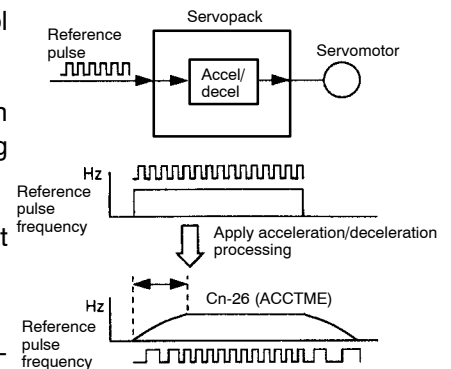 Servopack
Reference
pulse
Servomotor
Accel/
decel
Hz
Reference
pulse
frequency
Apply acceleration/deceleration
processing
Cn-26 (ACCTME)
Hz
Reference
pulse
frequency